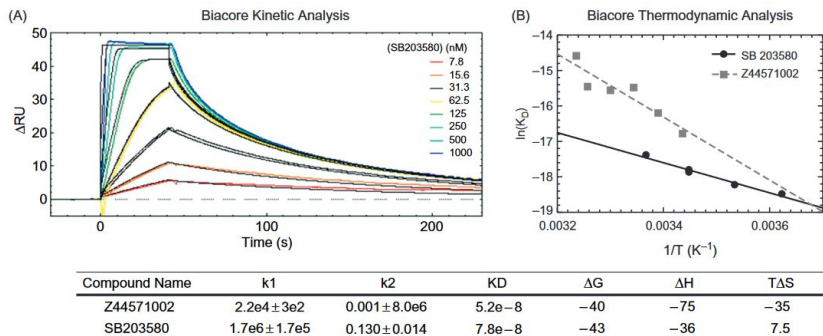 (A) Biacore Kinetic Analysis
50
40
30
20
10
0
ΔRU
0 100 200
Time (s)
(SB203580) (nM)
7.8
15.6
31.3
62.5
125
250
500
1000
(B) Biacore Thermodynamic Analysis
−14
−15
−16
−17
−18
−19
ln(KD)
SB 203580
Z44571002
0.0032 0.0034 0.0036
1/T (K⁻¹)
Compound Name k1 k2 KD ΔG ΔH TΔS
Z44571002 2.2e4±3e2 0.001±8.0e6 5.2e−8 −40 −75 −35
SB203580 1.7e6±1.7e5 0.130±0.014 7.8e−8 −43 −36 7.5